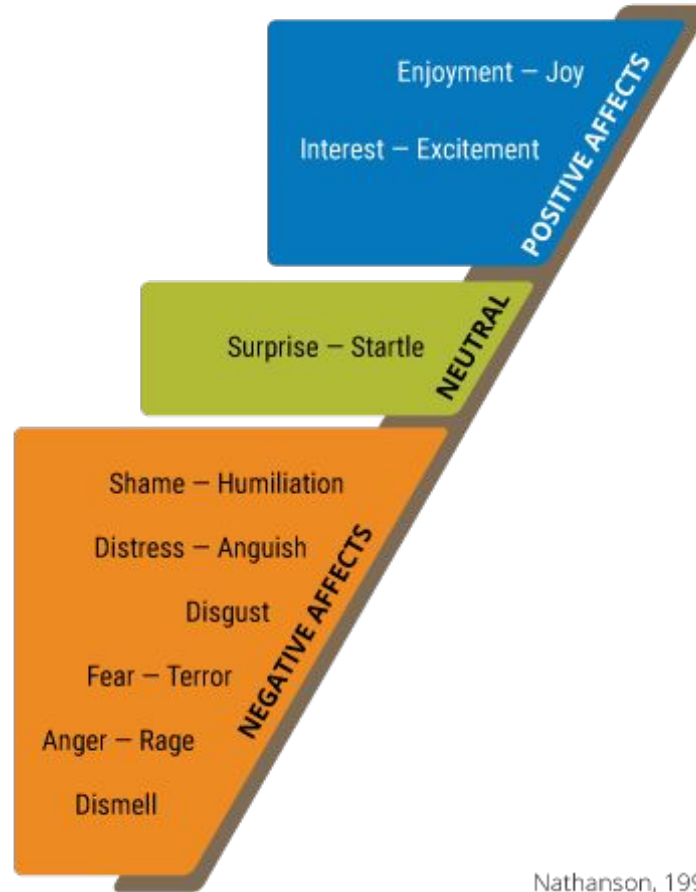 Enjoyment — Joy
Interest — Excitement
POSITIVE AFFECTS
Surprise — Startle
NEUTRAL
Shame — Humiliation
Distress — Anguish
Disgust
Fear — Terror
Anger — Rage
Dismell
NEGATIVE AFFECTS
Nathanson, 199